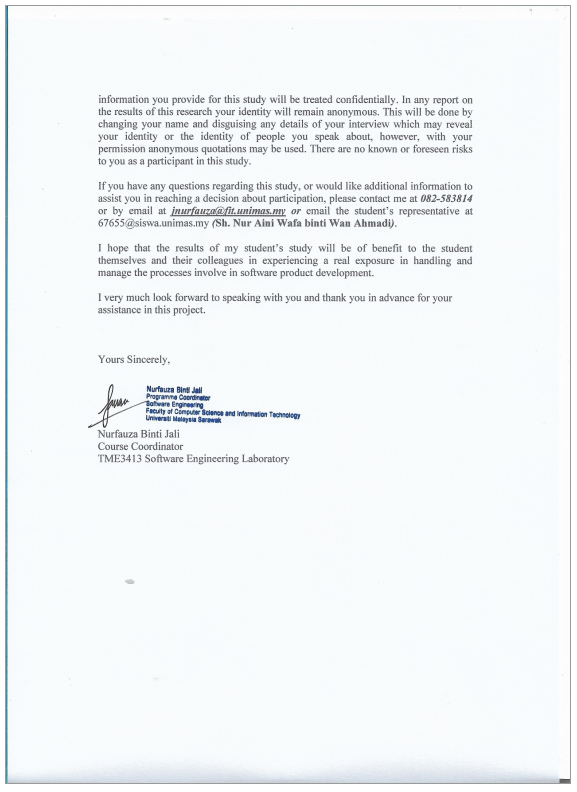 information you provide for this study will be treated confidentially. In any report on
the results of this research your identity will remain anonymous. This will be done by
changing your name and disguising any details of your interview which may reveal
your identity or the identity of people you speak about, however, with your
permission anonymous quotations may be used. There are no known or foreseen risks
to you as a participant in this study.
If you have any questions regarding this study, or would like additional information to
assist you in reaching a decision about participation, please contact me at 082-583814
or by email at jnurfauza@fit.unimas.my or email the student's representative at
67655@siswa.unimas.my (Sh. Nur Aini Wafa binti Wan Ahmadi).
I hope that the results of my student's study will be of benefit to the student
themselves and their colleagues in experiencing a real exposure in handling and
manage the processes involve in software product development.
I very much look forward to speaking with you and thank you in advance for your
assistance in this project.
Yours Sincerely,
Nurfauza Binti Jali
Programme Coordinator
Software Engineering
Faculty of Computer Science and Information Technology
Universiti Malaysia Sarawak
Nurfauza Binti Jali
Course Coordinator
TME3413 Software Engineering Laboratory